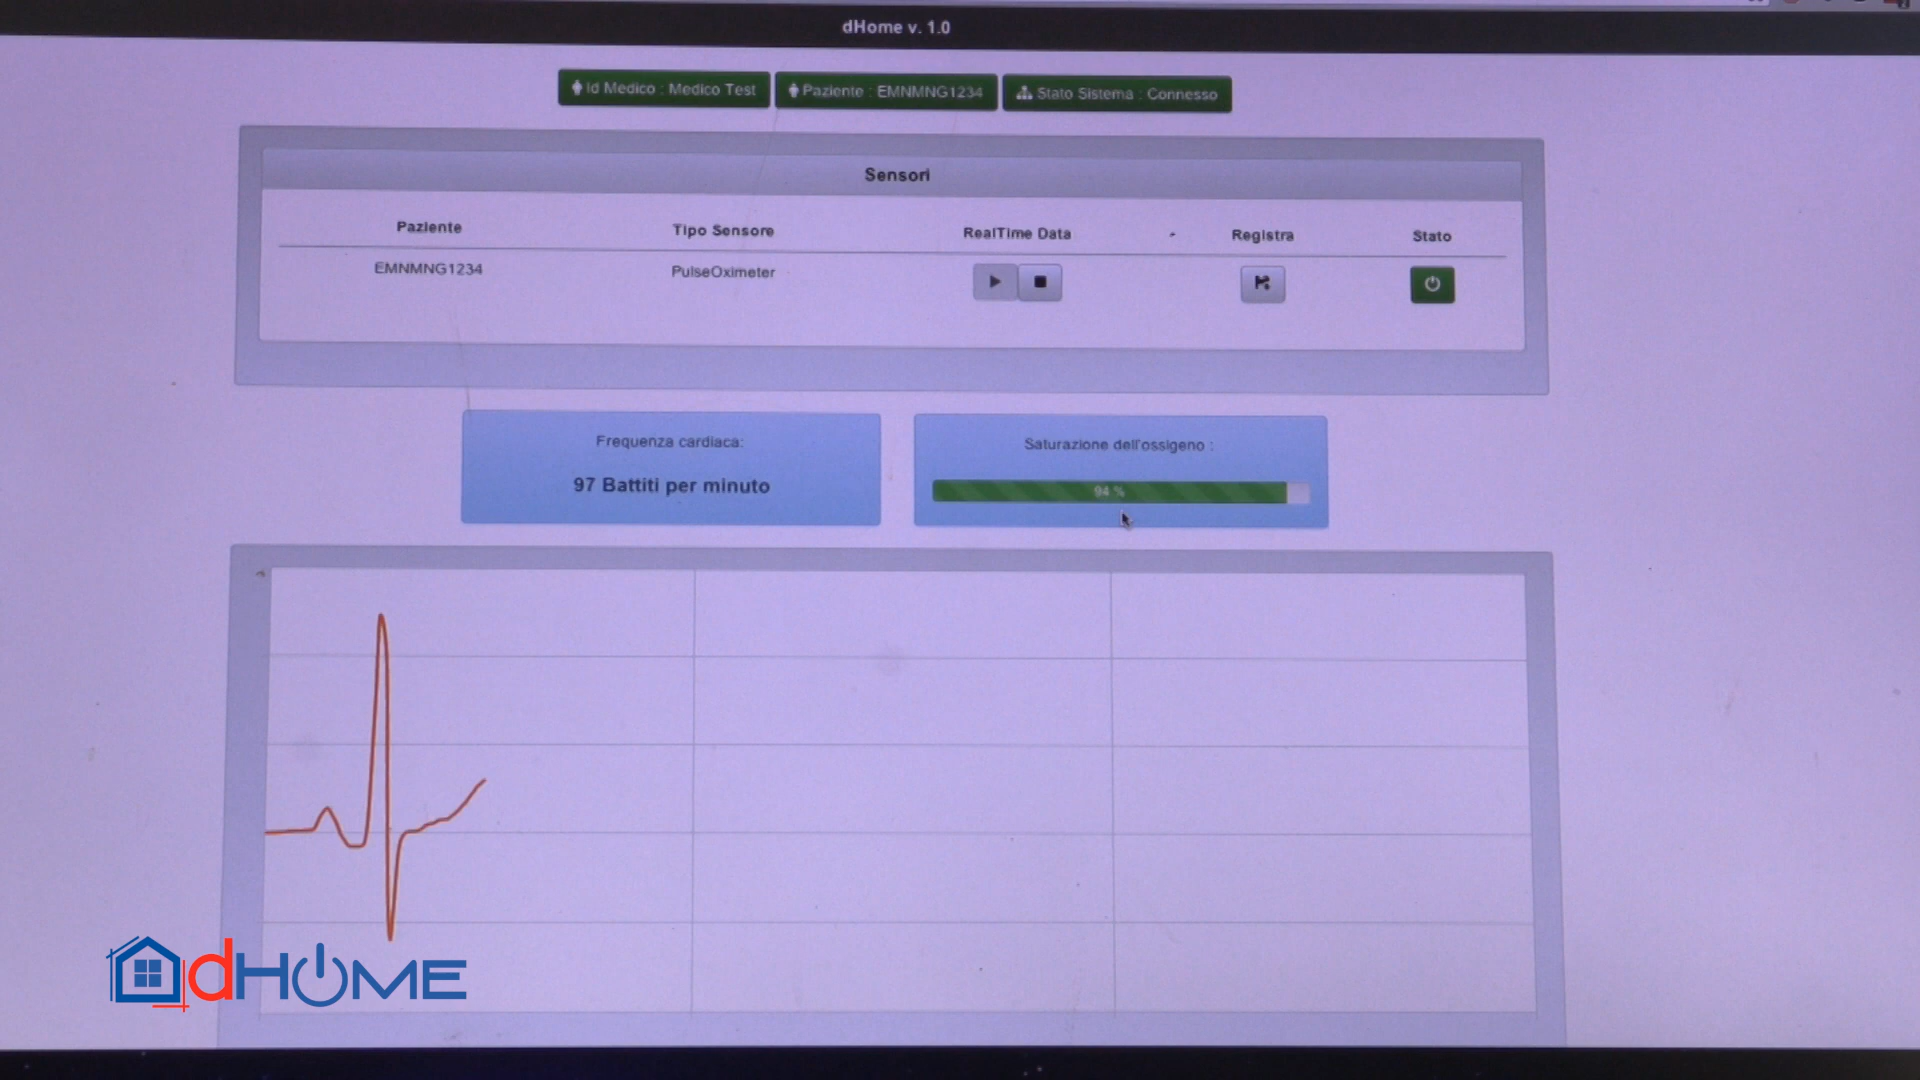 dHome v. 1.0
Id Medico : Medico Test
Paziente : EMNMNG1234
Stato Sistema : Connesso
Sensori
Paziente Tipo Sensore RealTime Data - Registra Stato
EMNMNG1234 PulseOximeter
Frequenza cardiaca:
97 Battiti per minuto
Saturazione dell'ossigeno :
94 %
dHOME